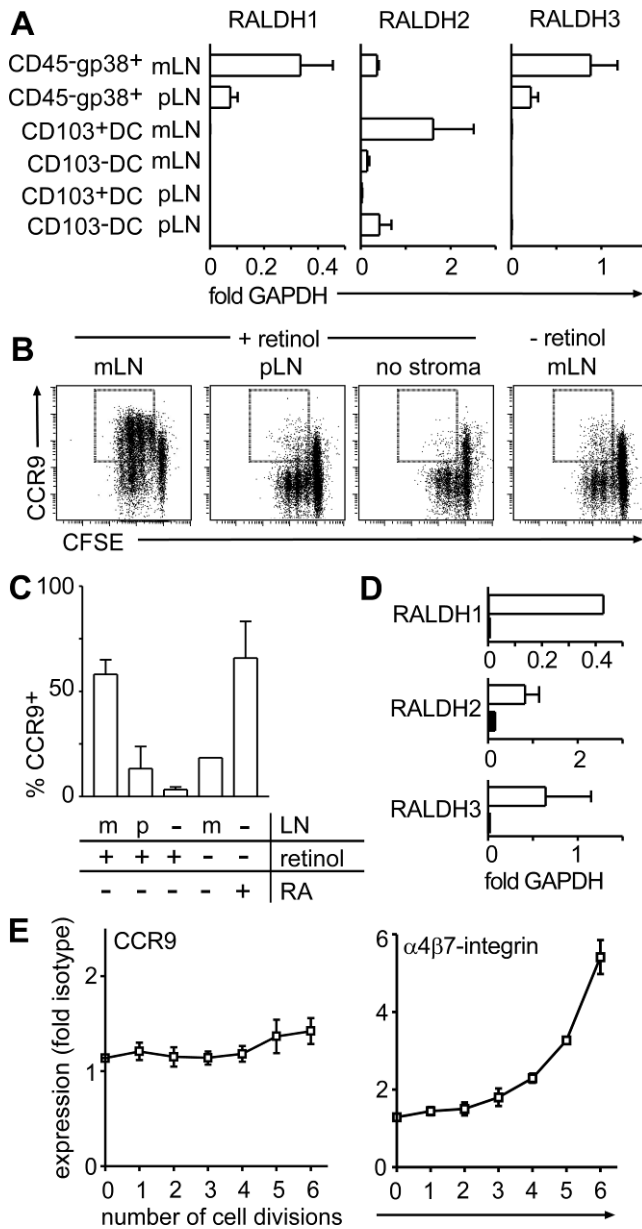 A
RALDH1 RALDH2 RALDH3
CD45-gp38+ mLN
CD45-gp38+ pLN
CD103+DC mLN
CD103-DC mLN
CD103+DC pLN
CD103-DC pLN
0 0.2 0.4 0 2 0 1
fold GAPDH
B
+ retinol - retinol
mLN pLN no stroma mLN
CCR9
CFSE
C
100
50
0
% CCR9+
m p - m - LN
+ + + - - retinol
- - - - + RA
D
RALDH1
0 0.2 0.4
RALDH2
0 2
RALDH3
0 1
fold GAPDH
E
CCR9
expression (fold isotype)
2
1
0
0 1 2 3 4 5 6
number of cell divisions
α4β7-integrin
6
4
2
0
0 1 2 3 4 5 6